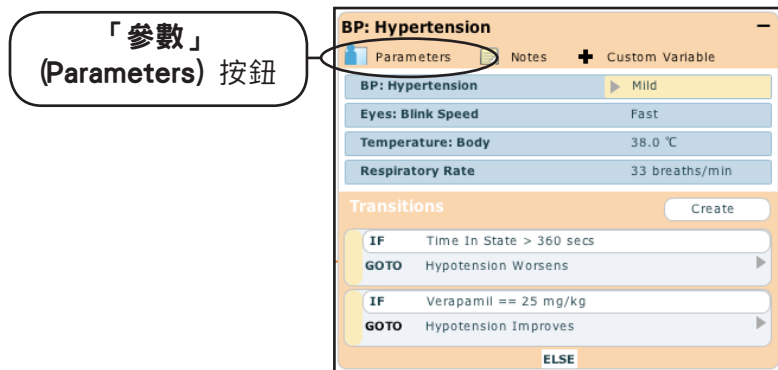 「參數」
(Parameters) 按鈕
BP: Hypertension –
Parameters Notes + Custom Variable
BP: Hypertension Mild
Eyes: Blink Speed Fast
Temperature: Body 38.0 ℃
Respiratory Rate 33 breaths/min
Transitions Create
IF Time In State > 360 secs
GOTO Hypotension Worsens
IF Verapamil == 25 mg/kg
GOTO Hypotension Improves
ELSE